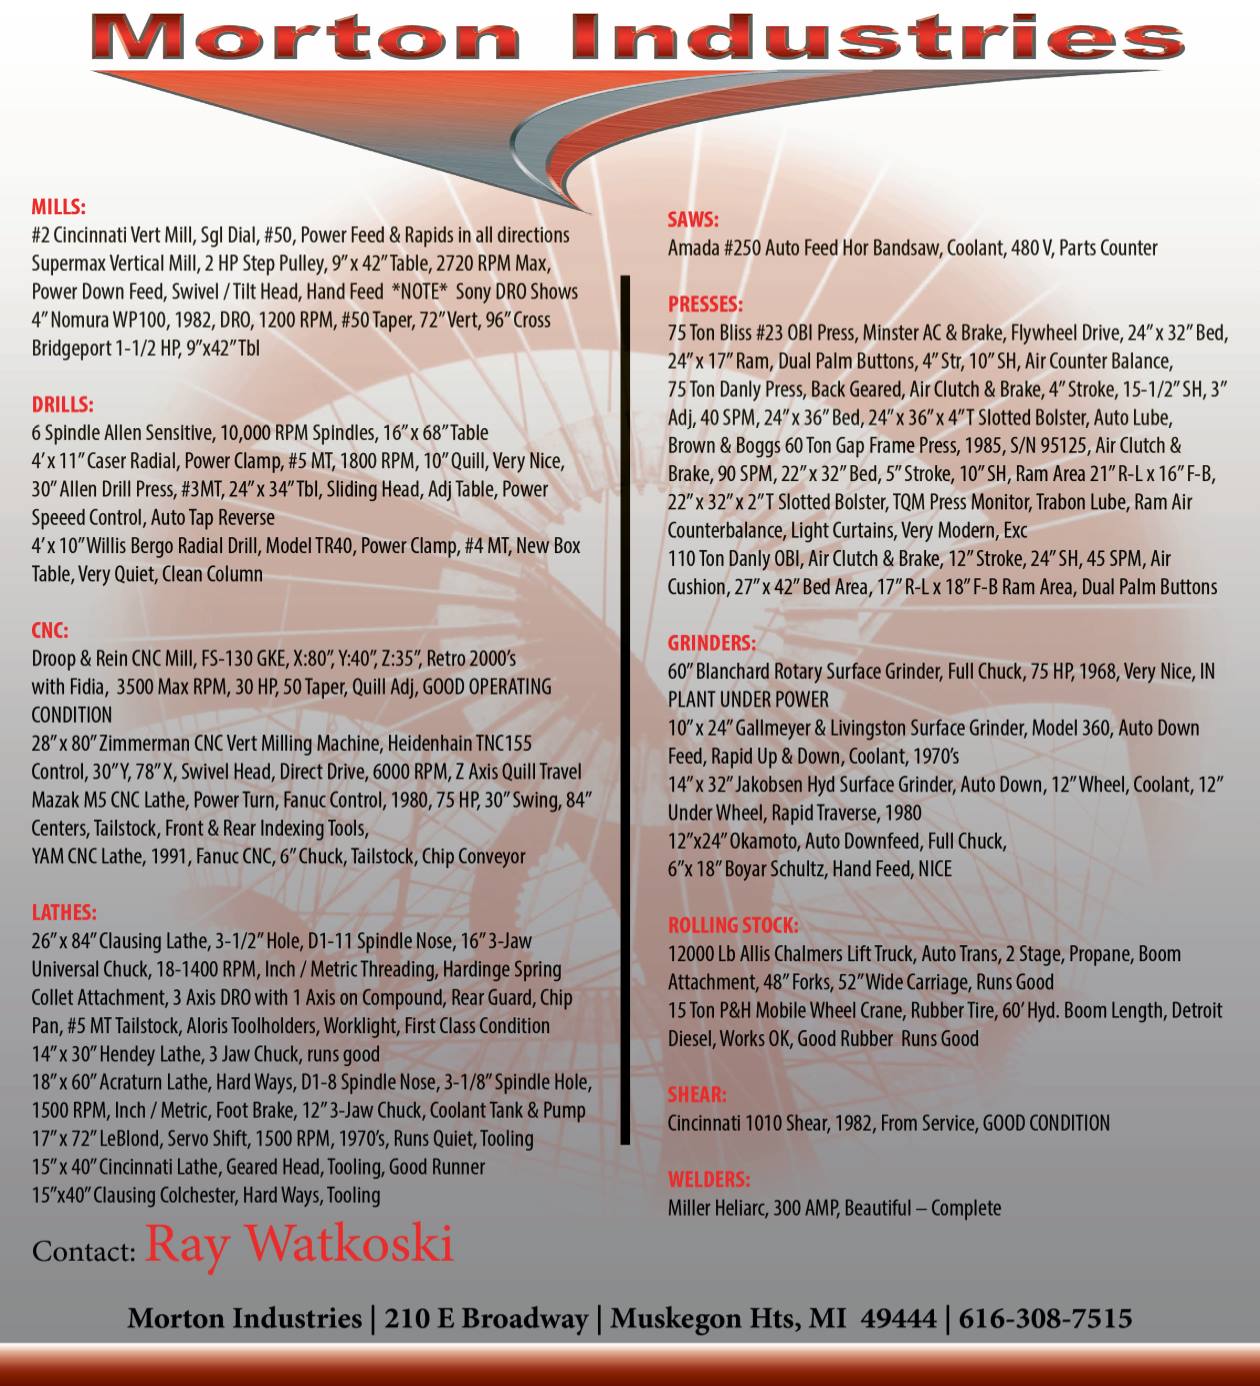 Morton Industries
MILLS:
#2 Cincinnati Vert Mill, Sgl Dial, #50, Power Feed & Rapids in all directions
Supermax Vertical Mill, 2 HP Step Pulley, 9” x 42” Table, 2720 RPM Max,
Power Down Feed, Swivel / Tilt Head, Hand Feed *NOTE* Sony DRO Shows
4” Nomura WP100, 1982, DRO, 1200 RPM, #50 Taper, 72” Vert, 96” Cross
Bridgeport 1-1/2 HP, 9”x42” Tbl
DRILLS:
6 Spindle Allen Sensitive, 10,000 RPM Spindles, 16” x 68” Table
4’ x 11” Caser Radial, Power Clamp, #5 MT, 1800 RPM, 10” Quill, Very Nice,
30” Allen Drill Press, #3MT, 24” x 34” Tbl, Sliding Head, Adj Table, Power
Speeed Control, Auto Tap Reverse
4’ x 10” Willis Bergo Radial Drill, Model TR40, Power Clamp, #4 MT, New Box
Table, Very Quiet, Clean Column
CNC:
Droop & Rein CNC Mill, FS-130 GKE, X:80”, Y:40”, Z:35”, Retro 2000’s
with Fidia, 3500 Max RPM, 30 HP, 50 Taper, Quill Adj, GOOD OPERATING
CONDITION
28” x 80” Zimmerman CNC Vert Milling Machine, Heidenhain TNC155
Control, 30” Y, 78” X, Swivel Head, Direct Drive, 6000 RPM, Z Axis Quill Travel
Mazak M5 CNC Lathe, Power Turn, Fanuc Control, 1980, 75 HP, 30” Swing, 84”
Centers, Tailstock, Front & Rear Indexing Tools,
YAM CNC Lathe, 1991, Fanuc CNC, 6” Chuck, Tailstock, Chip Conveyor
LATHES:
26” x 84” Clausing Lathe, 3-1/2” Hole, D1-11 Spindle Nose, 16” 3-Jaw
Universal Chuck, 18-1400 RPM, Inch / Metric Threading, Hardinge Spring
Collet Attachment, 3 Axis DRO with 1 Axis on Compound, Rear Guard, Chip
Pan, #5 MT Tailstock, Aloris Toolholders, Worklight, First Class Condition
14” x 30” Hendey Lathe, 3 Jaw Chuck, runs good
18” x 60” Acraturn Lathe, Hard Ways, D1-8 Spindle Nose, 3-1/8” Spindle Hole,
1500 RPM, Inch / Metric, Foot Brake, 12” 3-Jaw Chuck, Coolant Tank & Pump
17” x 72” LeBlond, Servo Shift, 1500 RPM, 1970’s, Runs Quiet, Tooling
15” x 40” Cincinnati Lathe, Geared Head, Tooling, Good Runner
15”x40” Clausing Colchester, Hard Ways, Tooling
Contact: Ray Watkoski
SAWS:
Amada #250 Auto Feed Hor Bandsaw, Coolant, 480 V, Parts Counter
PRESSES:
75 Ton Bliss #23 OBI Press, Minster AC & Brake, Flywheel Drive, 24” x 32” Bed,
24” x 17” Ram, Dual Palm Buttons, 4” Str, 10” SH, Air Counter Balance,
75 Ton Danly Press, Back Geared, Air Clutch & Brake, 4” Stroke, 15-1/2” SH, 3”
Adj, 40 SPM, 24” x 36” Bed, 24” x 36” x 4” T Slotted Bolster, Auto Lube,
Brown & Boggs 60 Ton Gap Frame Press, 1985, S/N 95125, Air Clutch &
Brake, 90 SPM, 22” x 32” Bed, 5” Stroke, 10” SH, Ram Area 21” R-L x 16” F-B,
22” x 32” x 2” T Slotted Bolster, TQM Press Monitor, Trabon Lube, Ram Air
Counterbalance, Light Curtains, Very Modern, Exc
110 Ton Danly OBI, Air Clutch & Brake, 12” Stroke, 24” SH, 45 SPM, Air
Cushion, 27” x 42” Bed Area, 17” R-L x 18” F-B Ram Area, Dual Palm Buttons
GRINDERS:
60” Blanchard Rotary Surface Grinder, Full Chuck, 75 HP, 1968, Very Nice, IN
PLANT UNDER POWER
10” x 24” Gallmeyer & Livingston Surface Grinder, Model 360, Auto Down
Feed, Rapid Up & Down, Coolant, 1970’s
14” x 32” Jakobsen Hyd Surface Grinder, Auto Down, 12” Wheel, Coolant, 12”
Under Wheel, Rapid Traverse, 1980
12”x24” Okamoto, Auto Downfeed, Full Chuck,
6”x 18” Boyar Schultz, Hand Feed, NICE
ROLLING STOCK:
12000 Lb Allis Chalmers Lift Truck, Auto Trans, 2 Stage, Propane, Boom
Attachment, 48” Forks, 52” Wide Carriage, Runs Good
15 Ton P&H Mobile Wheel Crane, Rubber Tire, 60’ Hyd. Boom Length, Detroit
Diesel, Works OK, Good Rubber Runs Good
SHEAR:
Cincinnati 1010 Shear, 1982, From Service, GOOD CONDITION
WELDERS:
Miller Heliarc, 300 AMP, Beautiful – Complete
Morton Industries | 210 E Broadway | Muskegon Hts, MI 49444 | 616-308-7515